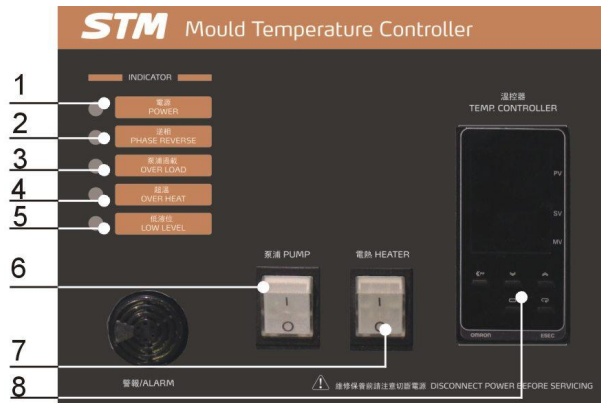 STM Mould Temperature Controller
INDICATOR
1
電源
POWER
2
逆相
PHASE REVERSE
3
泵浦過載
OVER LOAD
4
超溫
OVER HEAT
5
低液位
LOW LEVEL
溫控器
TEMP. CONTROLLER
PV
SV
MV
omron E5EC
6
泵浦 PUMP
電熱 HEATER
I
O
I
O
7
8
警報/ALARM
維修保養前請注意切斷電源 DISCONNECT POWER BEFORE SERVICING